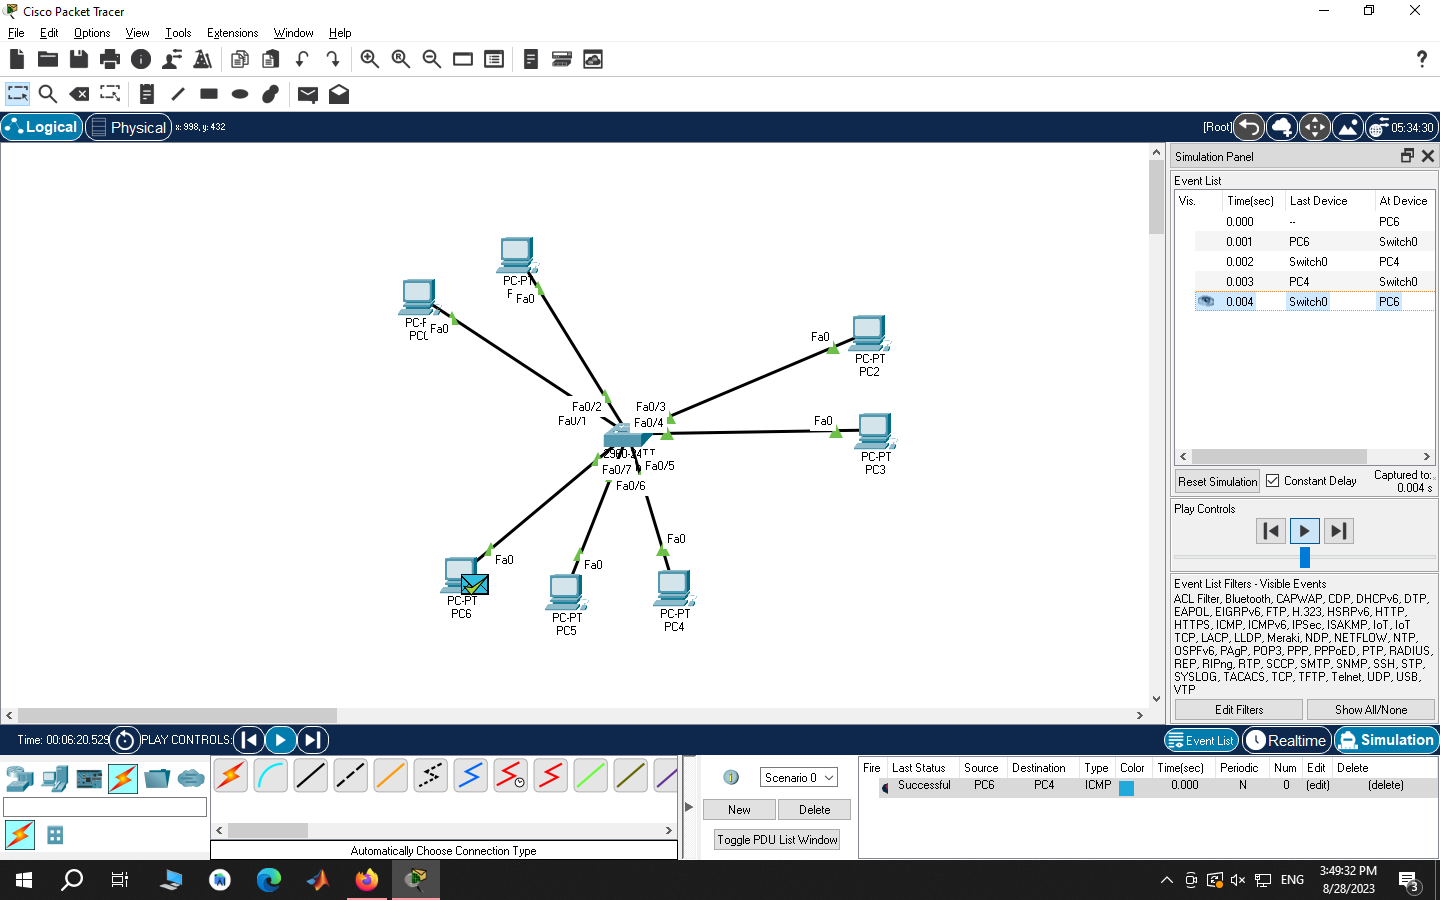 Cisco Packet Tracer
File Edit Options View Tools Extensions Window Help
Logical Physical x: 998, y: 432 [Root] 05:34:30
Simulation Panel
Event List
Vis. Time(sec) Last Device At Device
0.000 -- PC6
0.001 PC6 Switch0
0.002 Switch0 PC4
0.003 PC4 Switch0
0.004 Switch0 PC6
Reset Simulation Constant Delay Captured to:
0.004 s
Play Controls
Event List Filters - Visible Events
ACL Filter, Bluetooth, CAPWAP, CDP, DHCPv6, DTP,
EAPOL, EIGRPv6, FTP, H.323, HSRPv6, HTTP,
HTTPS, ICMP, ICMPv6, IPSec, ISAKMP, IoT, IoT
TCP, LACP, LLDP, Meraki, NDP, NETFLOW, NTP,
OSPFv6, PAgP, POP3, PPP, PPPoED, PTP, RADIUS,
REP, RIPng, RTP, SCCP, SMTP, SNMP, SSH, STP,
SYSLOG, TACACS, TCP, TFTP, Telnet, UDP, USB,
VTP
Edit Filters Show All/None
PC-PT
Fa0
Fa0
Fa0
PC-PT
PC2
Fa0/2 Fa0/3
Fa0/1 Fa0/4
Fa0
PC-PT
PC3
Fa0/7 Fa0/5
Fa0/6
Fa0
PC-PT
PC6
Fa0
PC-PT
PC5
Fa0
PC-PT
PC4
Time: 00:06:20.529 PLAY CONTROLS: Event List Realtime Simulation
Automatically Choose Connection Type
Scenario 0
New Delete
Toggle PDU List Window
Fire Last Status Source Destination Type Color Time(sec) Periodic Num Edit Delete
Successful PC6 PC4 ICMP 0.000 N 0 (edit) (delete)
ENG
3:49:32 PM
8/28/2023
3